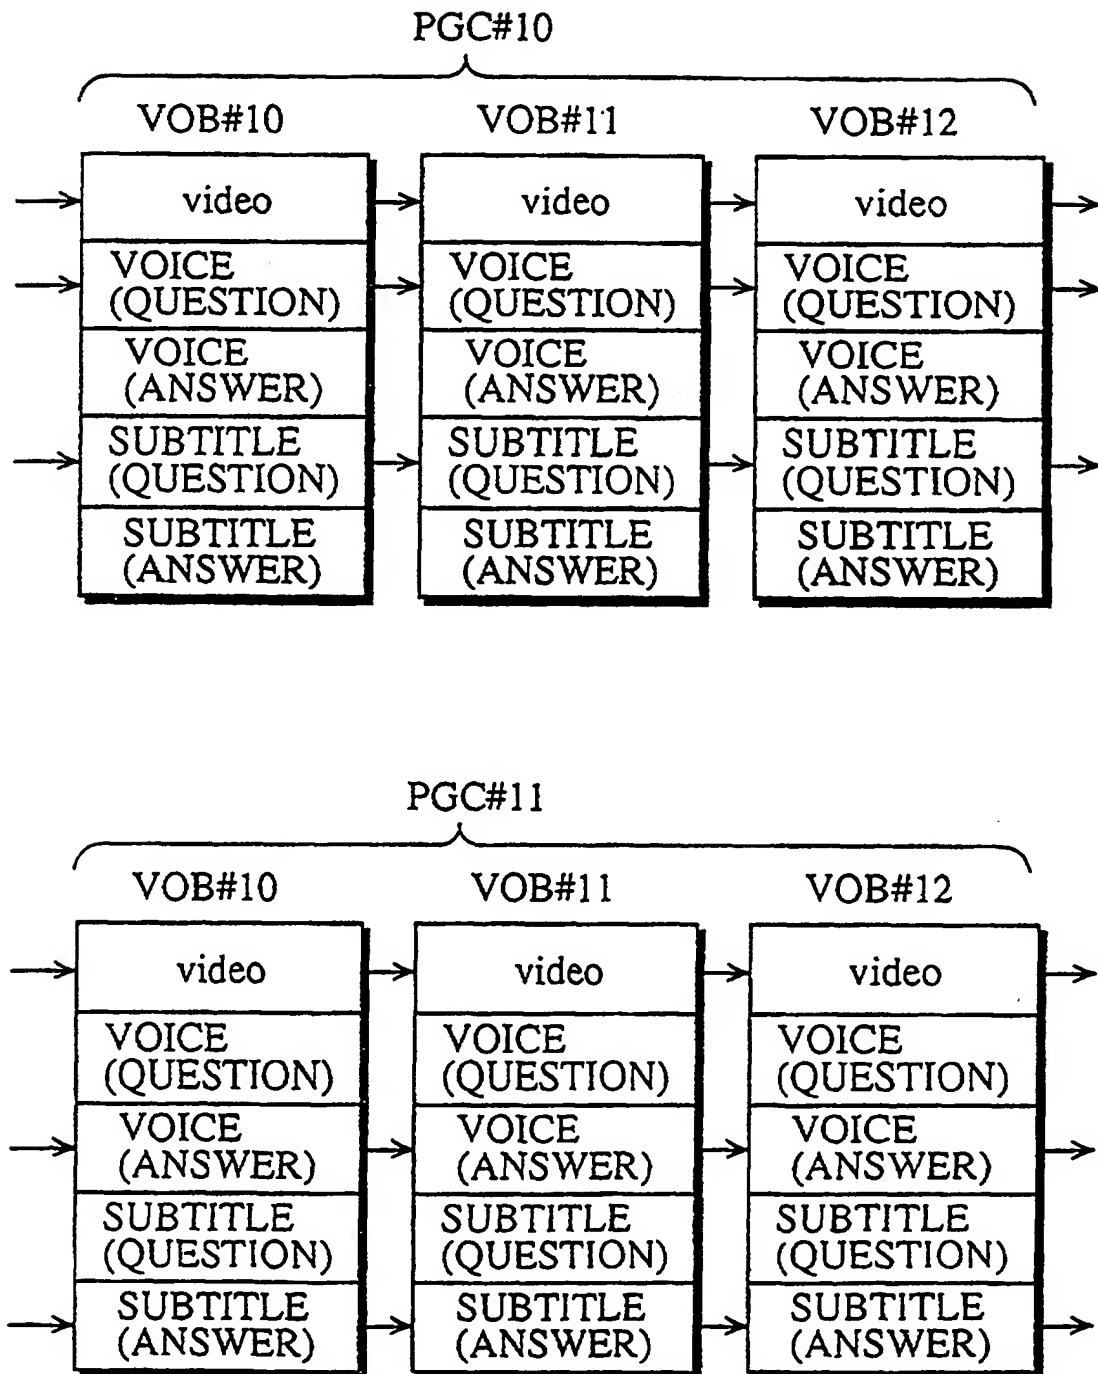 PGC#10
VOB#10 VOB#11 VOB#12
video video video
VOICE VOICE VOICE
(QUESTION) (QUESTION) (QUESTION)
VOICE VOICE VOICE
(ANSWER) (ANSWER) (ANSWER)
SUBTITLE SUBTITLE SUBTITLE
(QUESTION) (QUESTION) (QUESTION)
SUBTITLE SUBTITLE SUBTITLE
(ANSWER) (ANSWER) (ANSWER)
PGC#11
VOB#10 VOB#11 VOB#12
video video video
VOICE VOICE VOICE
(QUESTION) (QUESTION) (QUESTION)
VOICE VOICE VOICE
(ANSWER) (ANSWER) (ANSWER)
SUBTITLE SUBTITLE SUBTITLE
(QUESTION) (QUESTION) (QUESTION)
SUBTITLE SUBTITLE SUBTITLE
(ANSWER) (ANSWER) (ANSWER)